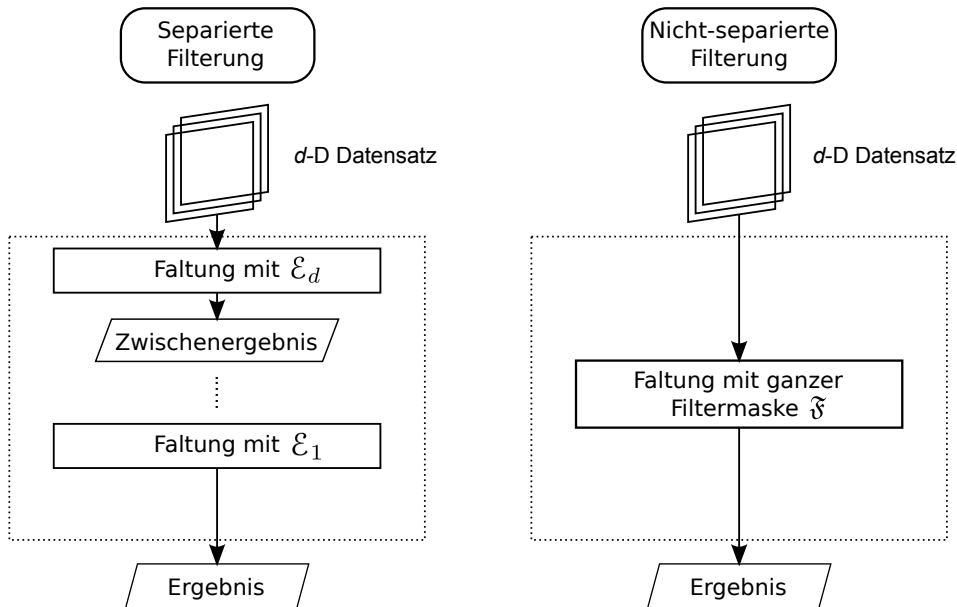 Separierte
Filterung
d-D Datensatz
Faltung mit ℰ_d
Zwischenergebnis
Faltung mit ℰ_1
Ergebnis
Nicht-separierte
Filterung
d-D Datensatz
Faltung mit ganzer
Filtermaske 𝔉
Ergebnis